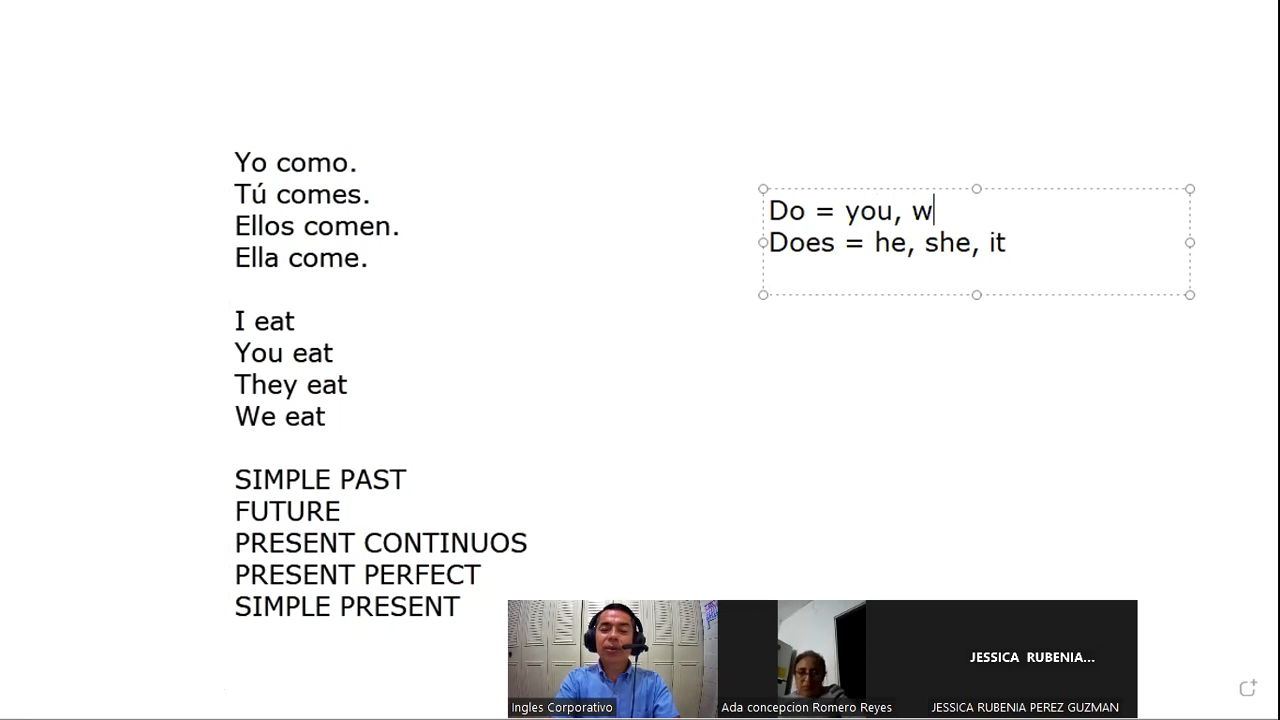 Yo como.
Tú comes.
Ellos comen.
Ella come.
I eat
You eat
They eat
We eat
SIMPLE PAST
FUTURE
PRESENT CONTINUOS
PRESENT PERFECT
SIMPLE PRESENT
Do = you, w
Does = he, she, it
JESSICA RUBENIA...
Ingles Corporativo
Ada concepcion Romero Reyes
JESSICA RUBENIA PEREZ GUZMAN